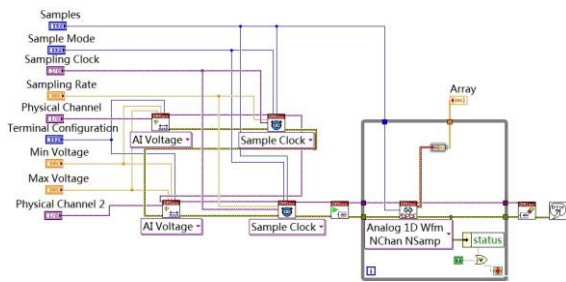 Samples
Sample Mode
Sampling Clock
Sampling Rate
Physical Channel
Terminal Configuration
Min Voltage
Max Voltage
Physical Channel 2
AI Voltage
Sample Clock
AI Voltage
Sample Clock
Array
Analog 1D Wfm
NChan NSamp
status
i